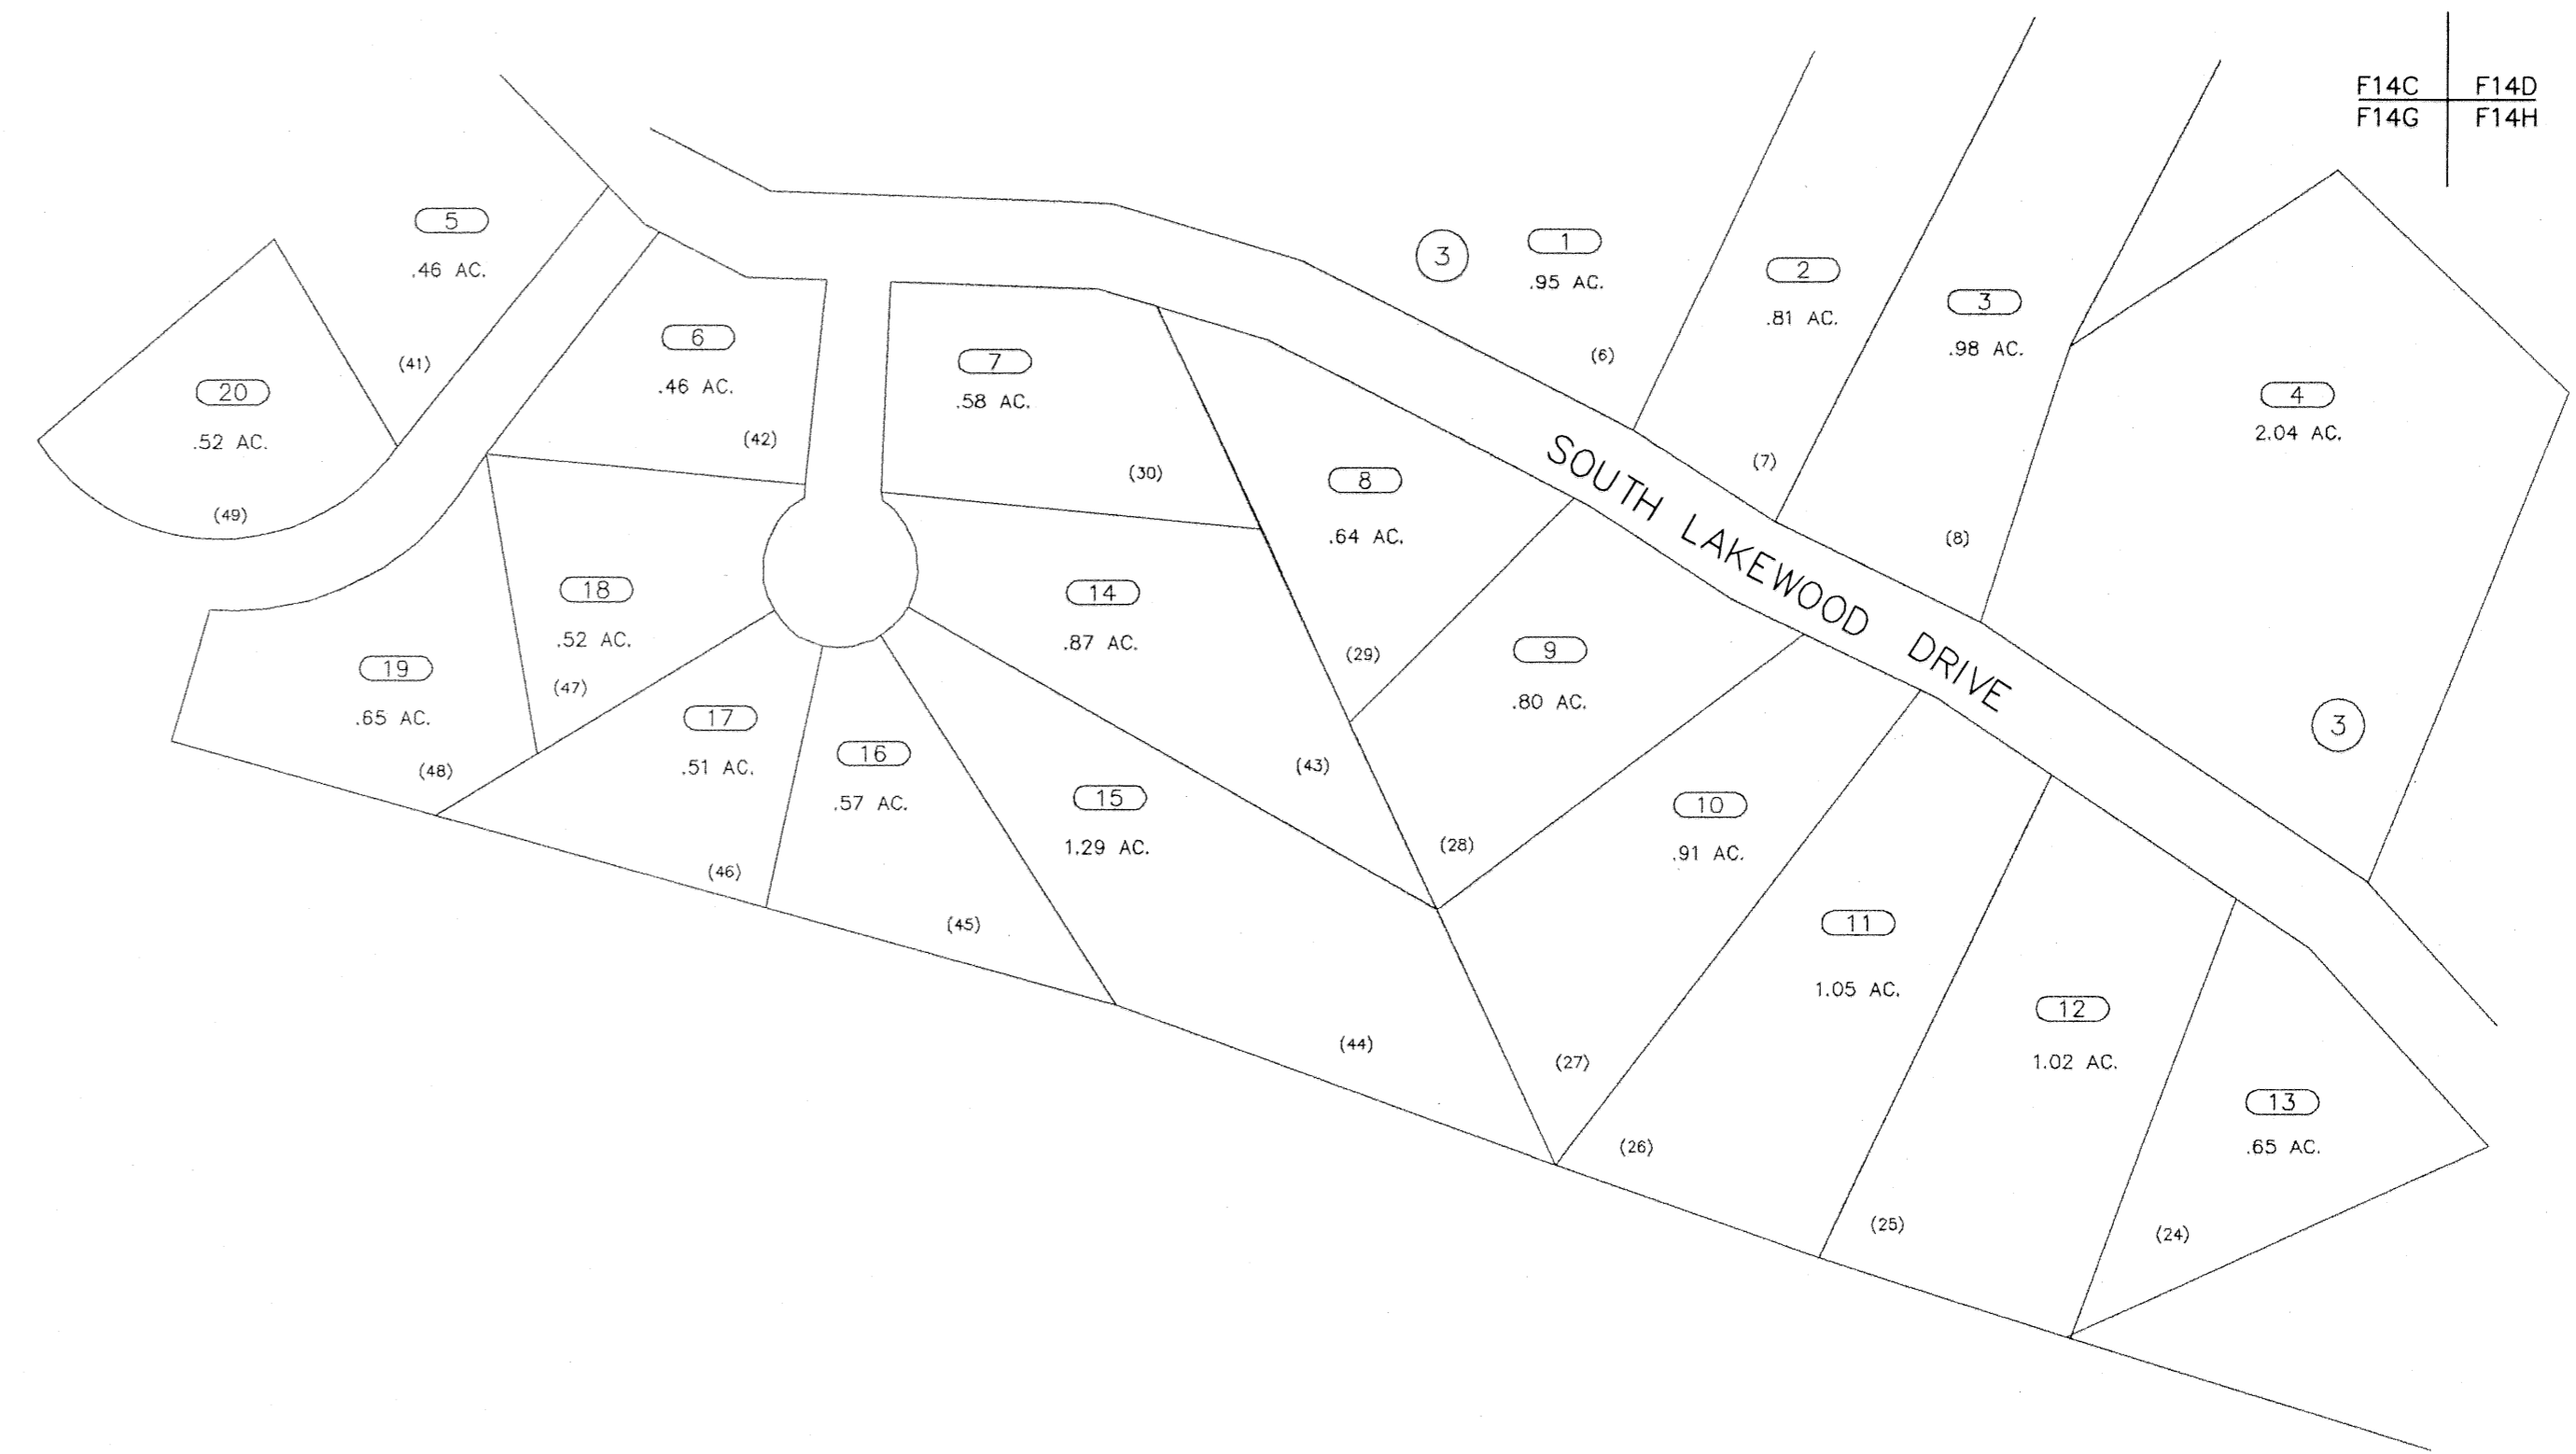 F14C
F14D
F14G
F14H
5
.46 AC.
(41)
20
.52 AC.
(49)
6
.46 AC.
(42)
7
.58 AC.
(30)
3
1
.95 AC.
(6)
2
.81 AC.
(7)
3
.98 AC.
(8)
4
2.04 AC.
3
SOUTH LAKEWOOD DRIVE
8
.64 AC.
(29)
9
.80 AC.
(28)
18
.52 AC.
(47)
14
.87 AC.
(43)
19
.65 AC.
(48)
17
.51 AC.
(46)
16
.57 AC.
(45)
15
1.29 AC.
(44)
10
.91 AC.
(27)
11
1.05 AC.
(26)
12
1.02 AC.
(25)
13
.65 AC.
(24)